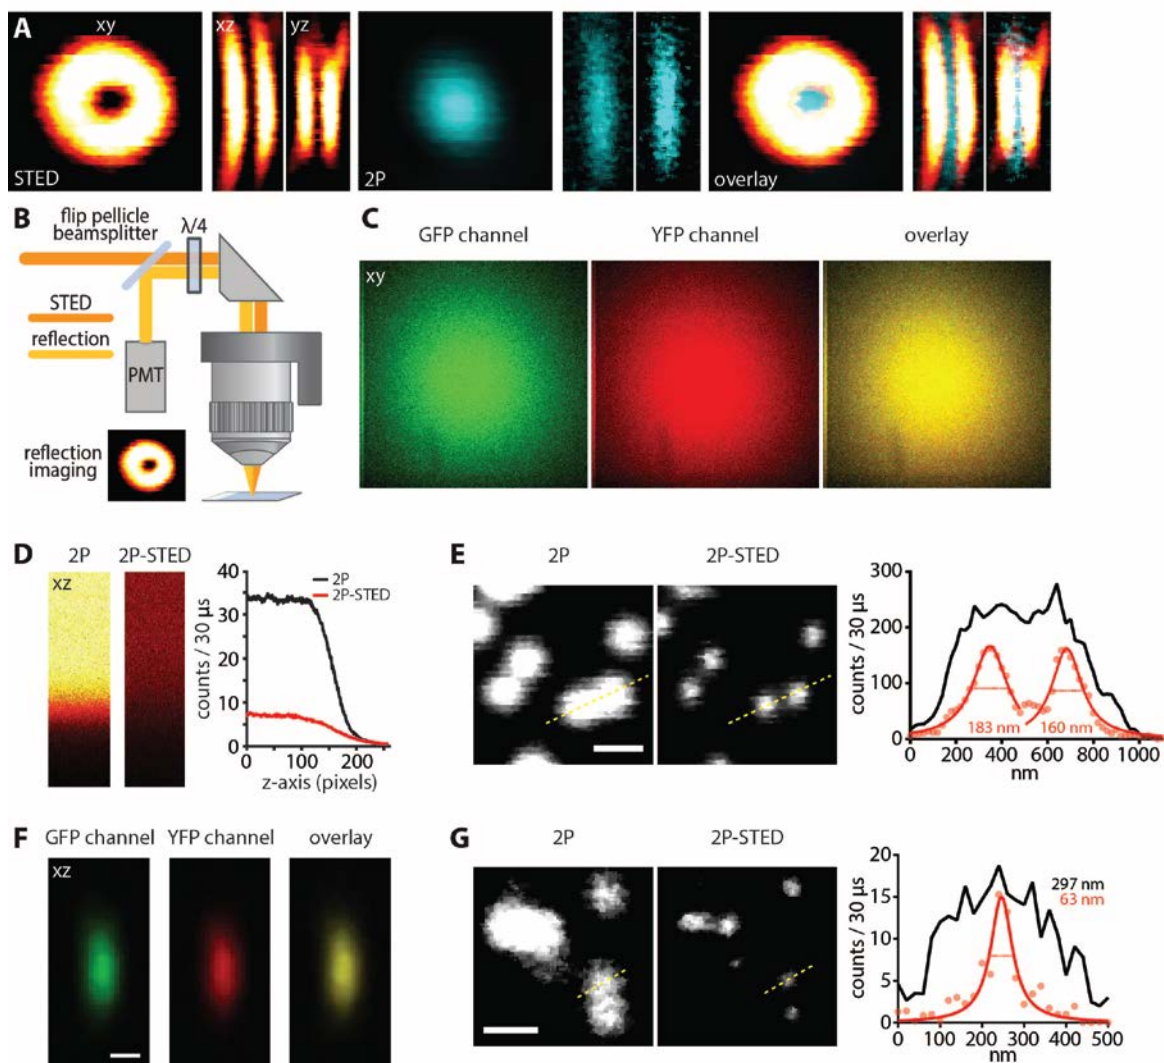 A
xy
xz
yz
STED
2P
overlay
B
flip pellicle
beamsplitter
λ/4
STED
reflection
PMT
reflection
imaging
C
GFP channel
YFP channel
overlay
xy
D
2P
2P-STED
xz
counts / 30 µs
40
30
20
10
0
0
100
200
z-axis (pixels)
2P
2P-STED
E
2P
2P-STED
counts / 30 µs
300
200
100
0
183 nm
160 nm
0
200
400
600
800
1000
nm
F
GFP channel
YFP channel
overlay
xz
G
2P
2P-STED
counts / 30 µs
20
15
10
5
0
297 nm
63 nm
0
100
200
300
400
500
nm